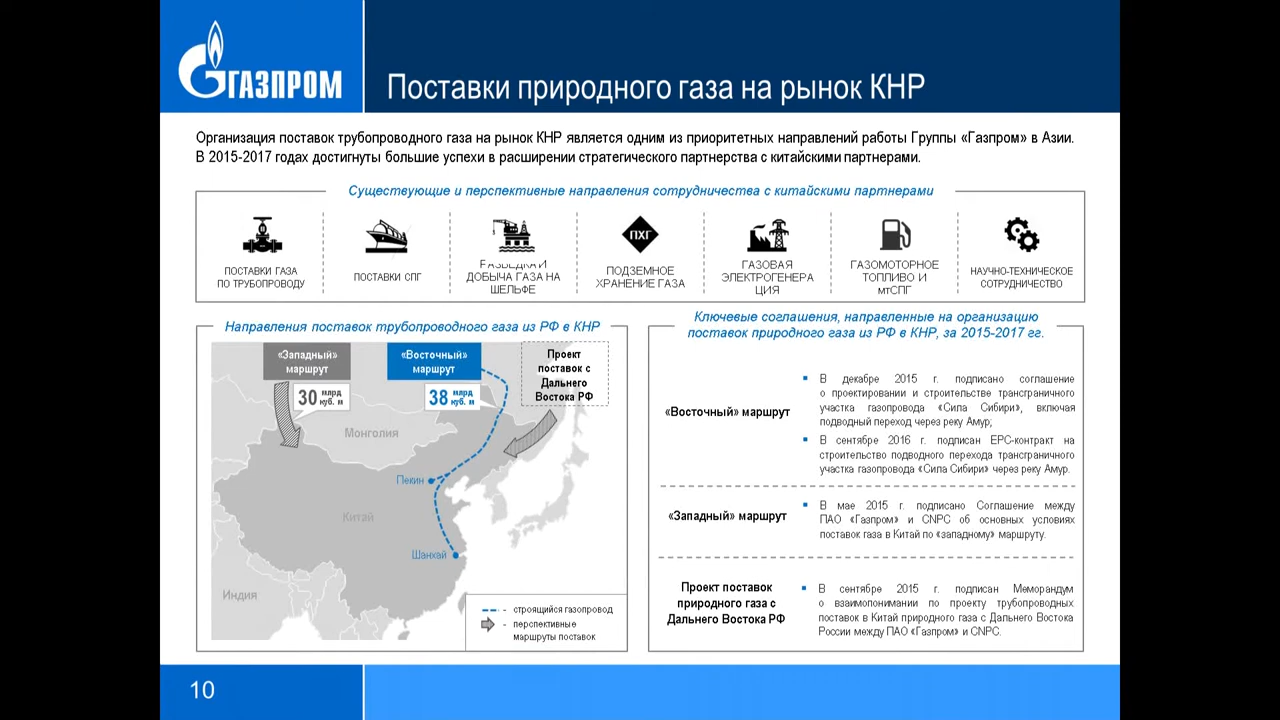 ГАЗПРОМ
Поставки природного газа на рынок КНР
Организация поставок трубопроводного газа на рынок КНР является одним из приоритетных направлений работы Группы «Газпром» в Азии.
В 2015-2017 годах достигнуты большие успехи в расширении стратегического партнерства с китайскими партнерами.
Существующие и перспективные направления сотрудничества с китайскими партнерами
ПОСТАВКИ ГАЗА
ПО ТРУБОПРОВОДУ
ПОСТАВКИ СПГ
РАЗВЕДКА И
ДОБЫЧА ГАЗА НА
ШЕЛЬФЕ
ПХГ
ПОДЗЕМНОЕ
ХРАНЕНИЕ ГАЗА
ГАЗОВАЯ
ЭЛЕКТРОГЕНЕРА
ЦИЯ
ГАЗОМОТОРНОЕ
ТОПЛИВО И
мтСПГ
НАУЧНО-ТЕХНИЧЕСКОЕ
СОТРУДНИЧЕСТВО
Направления поставок трубопроводного газа из РФ в КНР
«Западный»
маршрут
30 млрд
куб. м
«Восточный»
маршрут
38 млрд
куб. м
Проект
поставок с
Дальнего
Востока РФ
Монголия
Пекин
Китай
Шанхай
Индия
- строящийся газопровод
- перспективные
маршруты поставок
Ключевые соглашения, направленные на организацию
поставок природного газа из РФ в КНР, за 2015-2017 гг.
«Восточный» маршрут
▪ В декабре 2015 г. подписано соглашение
о проектировании и строительстве трансграничного
участка газопровода «Сила Сибири», включая
подводный переход через реку Амур;
▪ В сентябре 2016 г. подписан EPC-контракт на
строительство подводного перехода трансграничного
участка газопровода «Сила Сибири» через реку Амур.
«Западный» маршрут
▪ В мае 2015 г. подписано Соглашение между
ПАО «Газпром» и CNPC об основных условиях
поставок газа в Китай по «западному» маршруту.
Проект поставок
природного газа с
Дальнего Востока РФ
▪ В сентябре 2015 г. подписан Меморандум
о взаимопонимании по проекту трубопроводных
поставок в Китай природного газа с Дальнего Востока
России между ПАО «Газпром» и CNPC.
10